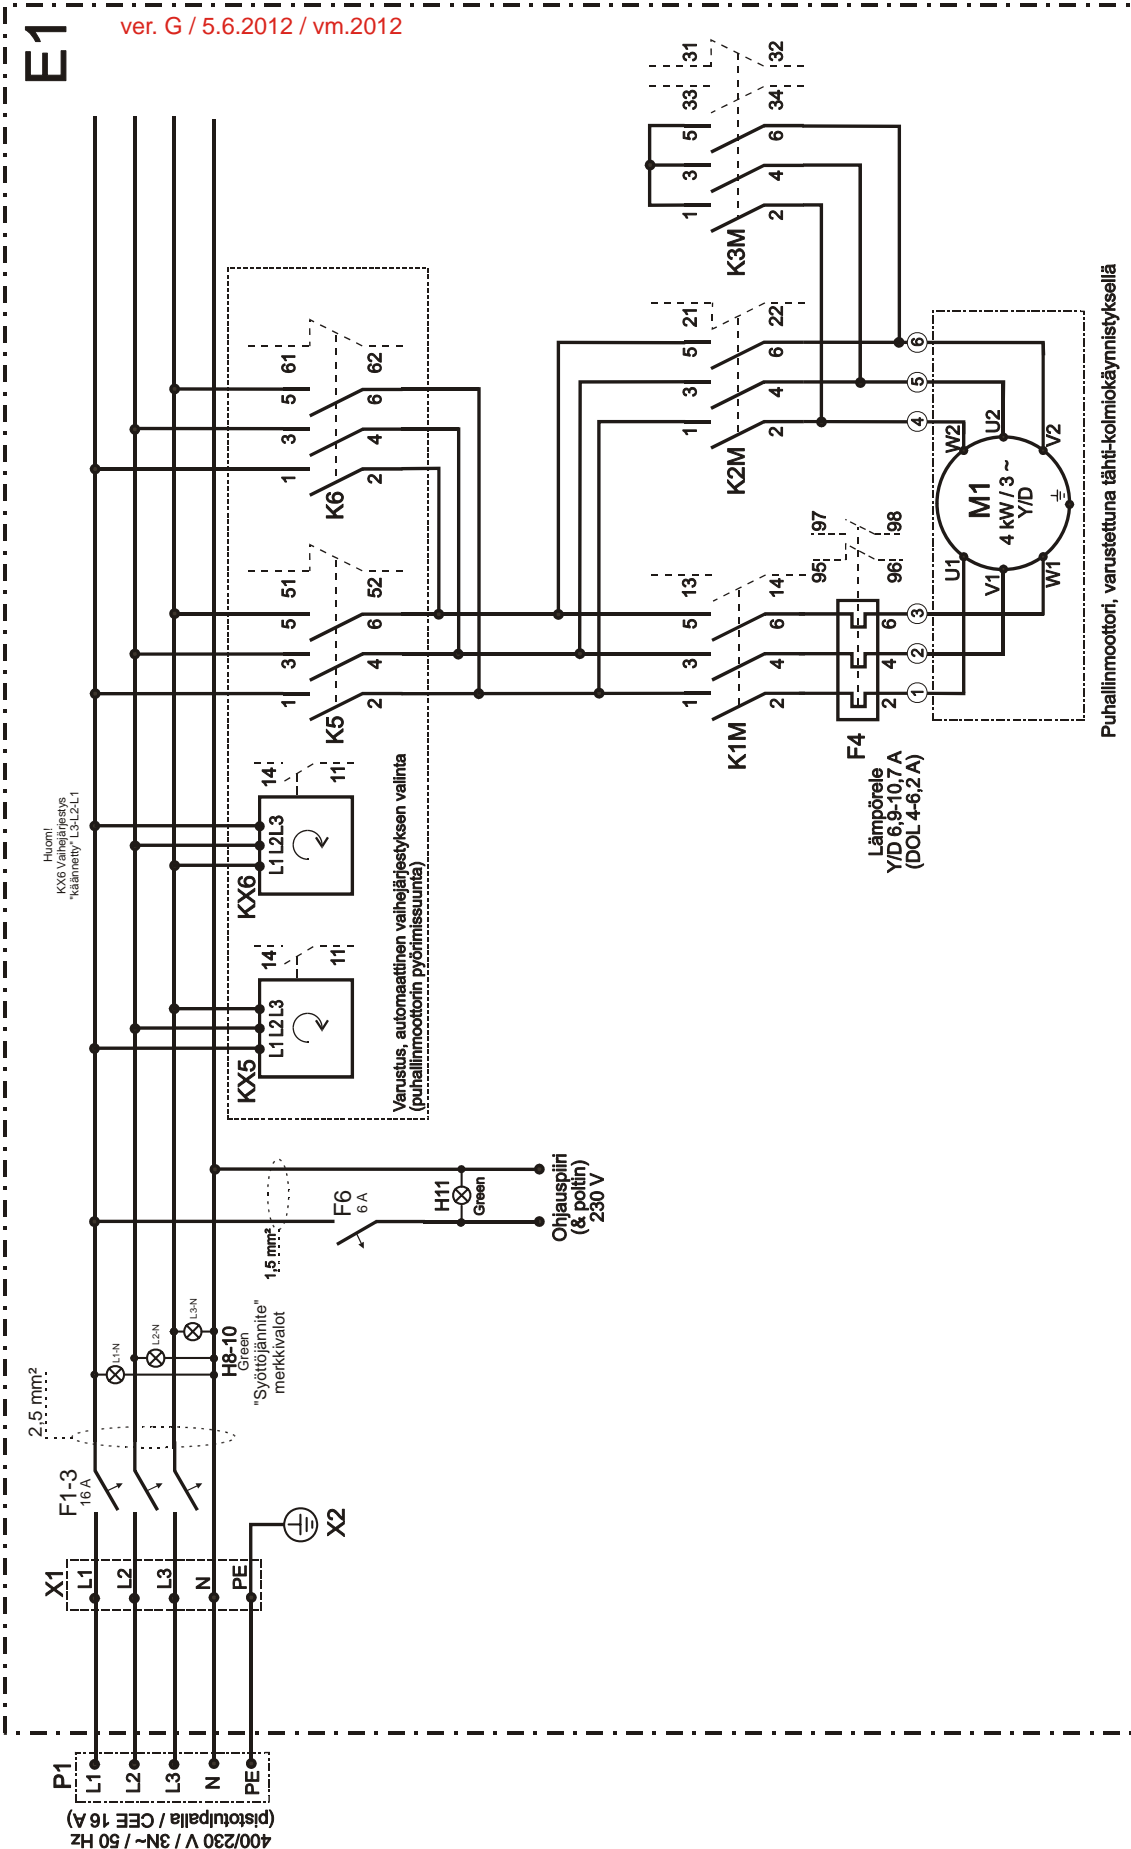 E1
ver. G / 5.6.2012 / vm.2012
400/230 V / 3N~ / 50 Hz
(pistotulpalla / CEE 16 A)
P1
L1
L2
L3
N
PE
X1
L1
L2
L3
N
PE
X2
F1-3
16 A
2,5 mm²
L1-N
L2-N
L3-N
H8-10
Green
"Syöttöjännite"
merkkivalot
1,5 mm²
F6
6 A
H11
Green
Ohjauspiiri
(& poltin)
230 V
Huom!
KX6 Vaihejärjestys
"käännetty" L3-L2-L1
KX5
L1 L2 L3
14
11
KX6
L1 L2 L3
14
11
Varustus, automaattinen vaihejärjestyksen valinta
(puhallinmoottorin pyörimissuunta)
K5
1
3
5
51
2
4
6
52
K6
1
3
5
61
2
4
6
62
K1M
1
3
5
13
2
4
6
14
K2M
1
3
5
21
2
4
6
22
K3M
1
3
5
33
31
2
4
6
34
32
F4
95
97
96
98
2
4
6
Lämpörele
Y/D 6,9-10,7 A
(DOL 4-6,2 A)
1
2
3
4
5
6
U1
V1
W1
W2
U2
V2
M1
4 kW / 3 ~
Y/D
Puhallinmoottori, varustettuna tähti-kolmiokäynnistyksellä